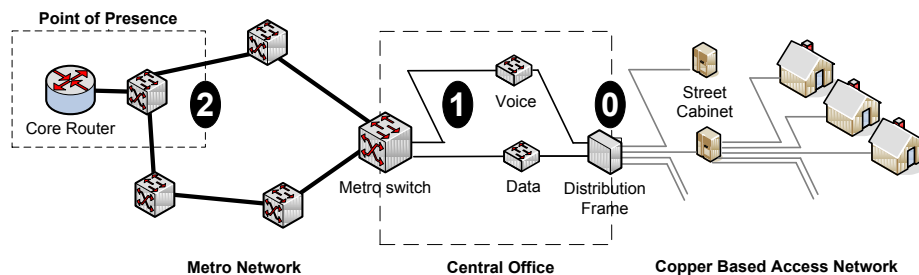 Point of Presence
Core Router
2
1
0
Voice
Street
Cabinet
Metro switch
Data
Distribution
Frame
Metro Network
Central Office
Copper Based Access Network